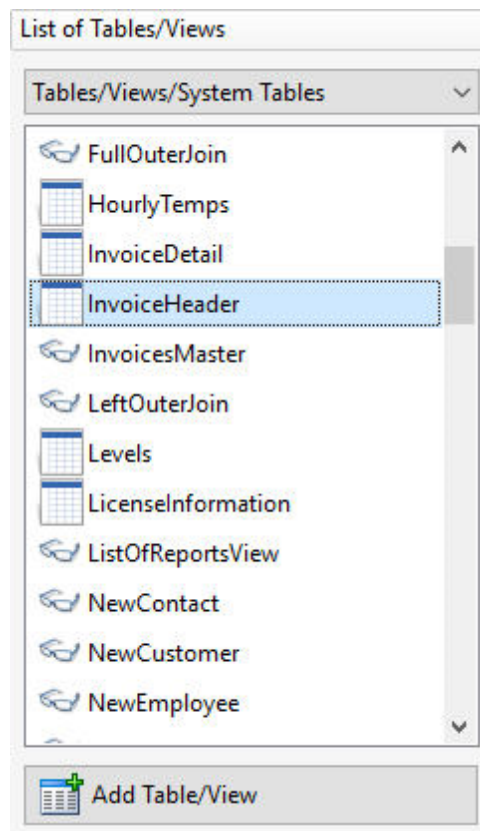 List of Tables/Views
Tables/Views/System Tables
FullOuterJoin
HourlyTemps
InvoiceDetail
InvoiceHeader
InvoicesMaster
LeftOuterJoin
Levels
LicenseInformation
ListOfReportsView
NewContact
NewCustomer
NewEmployee
Add Table/View